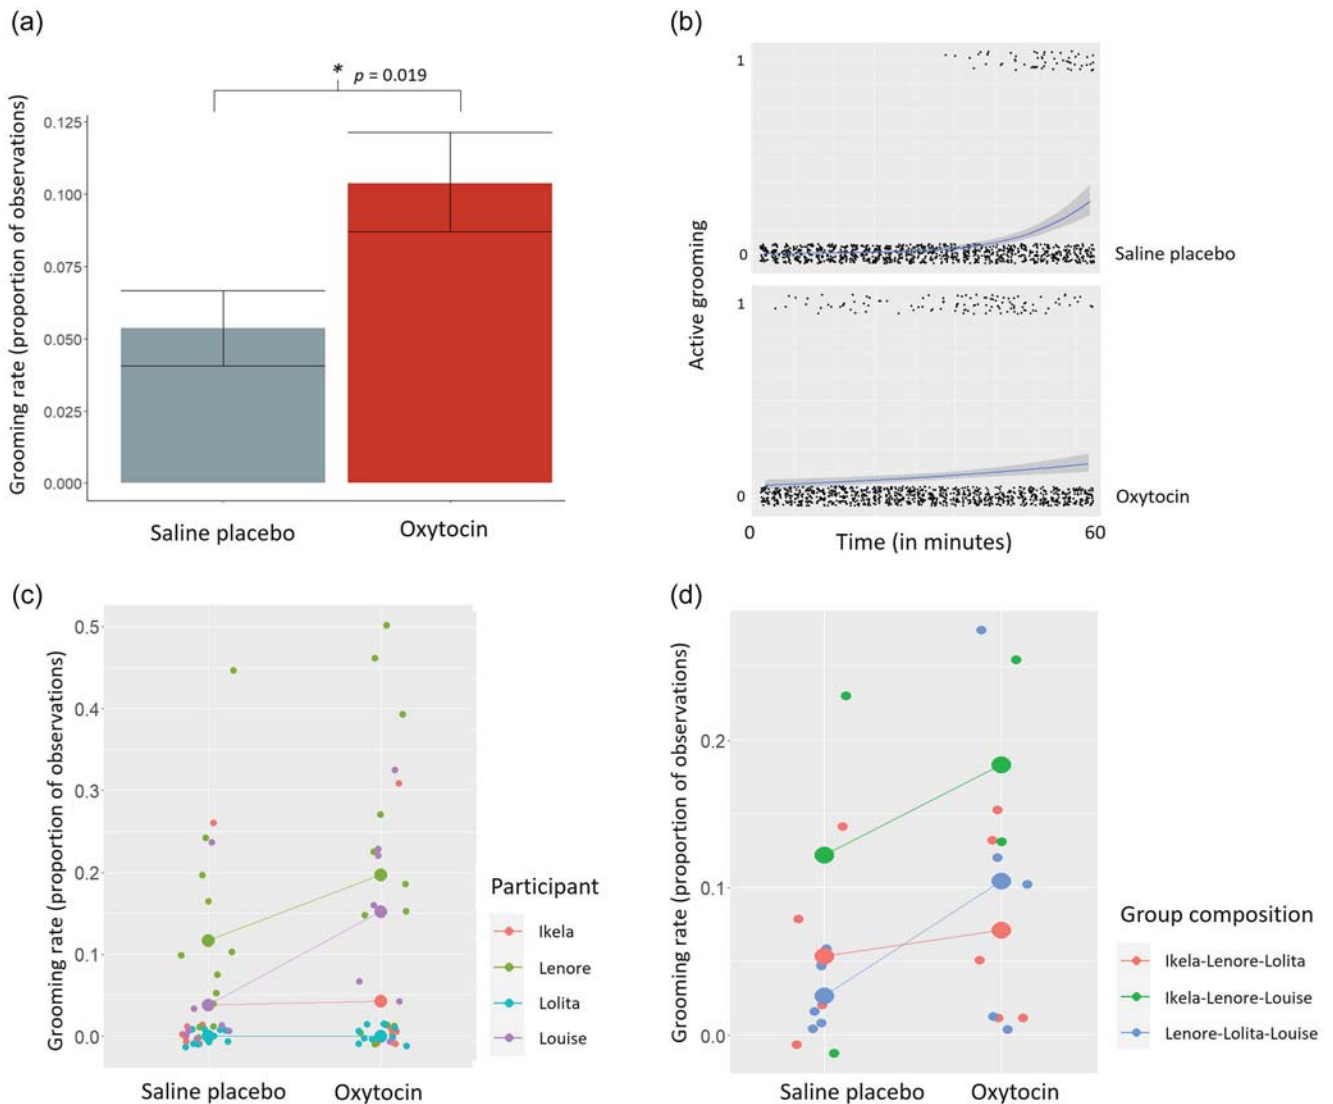 (a)
* p = 0.019
Grooming rate (proportion of observations)
0.125
0.100
0.075
0.050
0.025
0.000
Saline placebo
Oxytocin
(b)
Active grooming
1
0
Saline placebo
1
0
Oxytocin
0
60
Time (in minutes)
(c)
Grooming rate (proportion of observations)
0.5
0.4
0.3
0.2
0.1
0.0
Saline placebo
Oxytocin
Participant
Ikela
Lenore
Lolita
Louise
(d)
Grooming rate (proportion of observations)
0.2
0.1
0.0
Saline placebo
Oxytocin
Group composition
Ikela-Lenore-Lolita
Ikela-Lenore-Louise
Lenore-Lolita-Louise